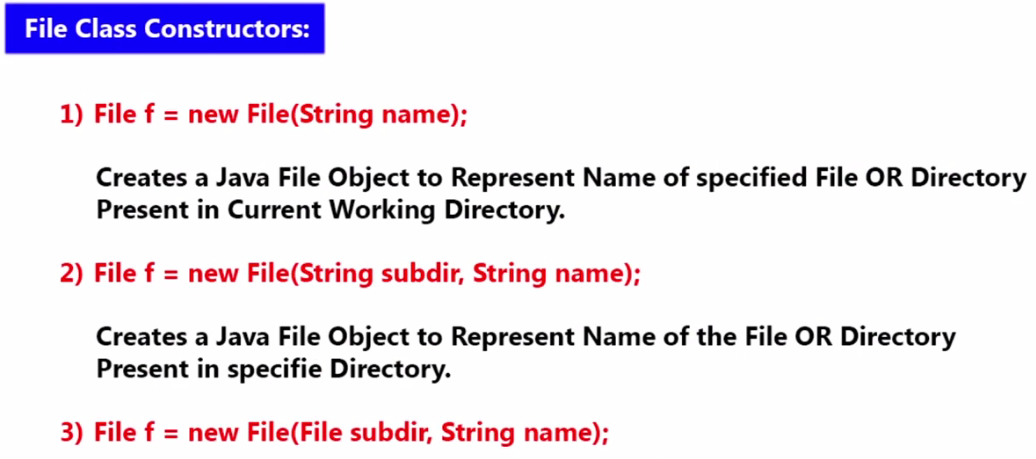 File Class Constructors:
1) File f = new File(String name);
Creates a Java File Object to Represent Name of specified File OR Directory
Present in Current Working Directory.
2) File f = new File(String subdir, String name);
Creates a Java File Object to Represent Name of the File OR Directory
Present in specifie Directory.
3) File f = new File(File subdir, String name);